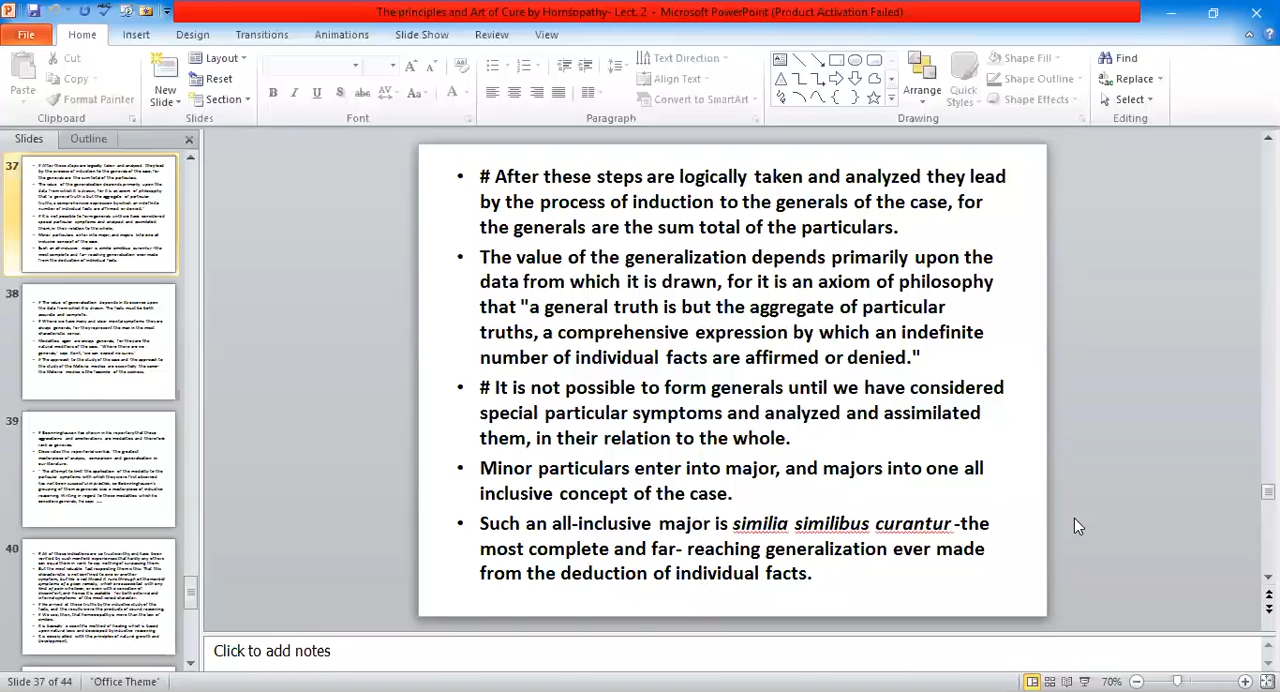 The principles and Art of Cure by Homsopathy- Lect. 2 - Microsoft PowerPoint (Product Activation Failed)
File Home Insert Design Transitions Animations Slide Show Review View
Paste
Cut
Copy
Format Painter
Clipboard
New Slide
Layout
Reset
Section
Slides
Font
Text Direction
Align Text
Convert to SmartArt
Paragraph
Arrange
Quick Styles
Shape Fill
Shape Outline
Shape Effects
Drawing
Find
Replace
Select
Editing
Slides Outline
37
38
39
40
• # After these steps are logically taken and analyzed they lead
by the process of induction to the generals of the case, for
the generals are the sum total of the particulars.
• The value of the generalization depends primarily upon the
data from which it is drawn, for it is an axiom of philosophy
that"a general truth is but the aggregate of particular
truths, a comprehensive expression by which an indefinite
number of individual facts are affirmed or denied."
• # It is not possible to form generals until we have considered
special particular symptoms and analyzed and assimilated
them, in their relation to the whole.
• Minor particulars enter into major, and majors into one all
inclusive concept of the case.
• Such an all-inclusive major is similia similibus curantur -the
most complete and far- reaching generalization ever made
from the deduction of individual facts.
Click to add notes
Slide 37 of 44 "Office Theme" 70%